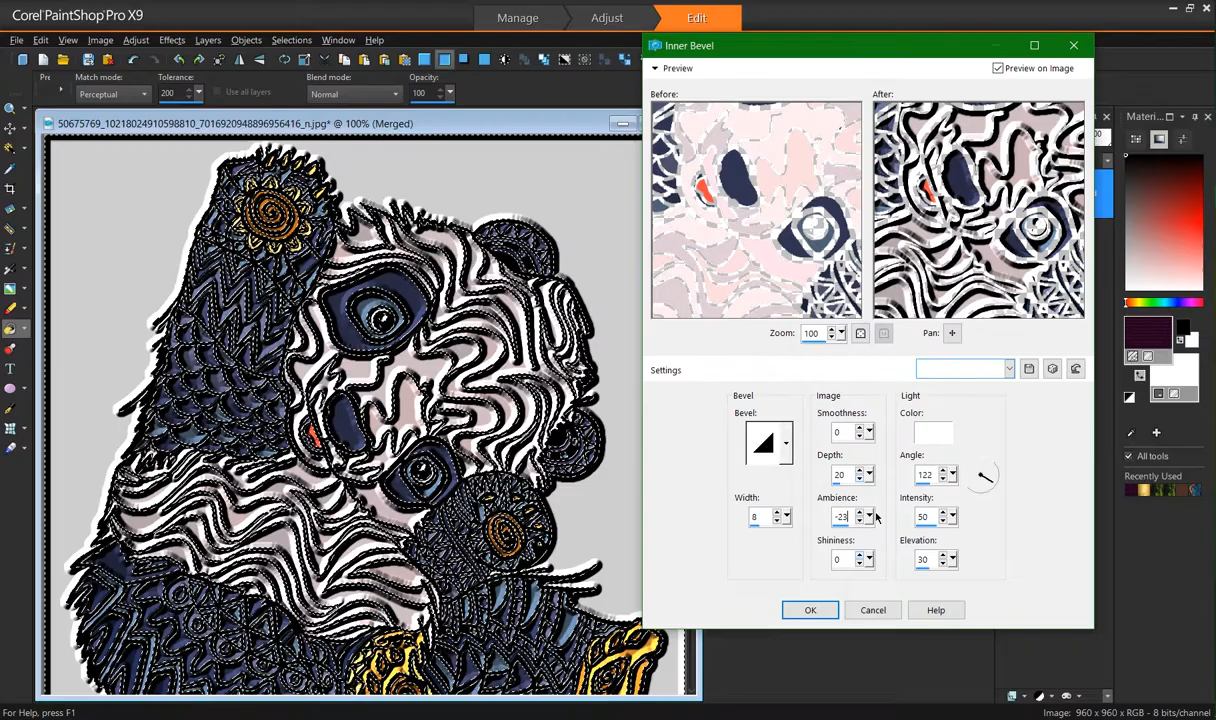 Corel PaintShop Pro X9
Manage
Adjust
Edit
File Edit View Image Adjust Effects Layers Objects Selections Window Help
Match mode:
Tolerance:
Blend mode:
Opacity:
Perceptual
200
Use all layers
Normal
100
50675769_10218024910598810_7016920948896956416_n.jpg* @ 100% (Merged)
Inner Bevel
Preview
Preview on Image
Before:
After:
Zoom: 100
Pan:
Settings
Bevel
Image
Light
Bevel:
Smoothness:
Color:
0
Depth:
Angle:
20
122
Width:
Ambience:
Intensity:
8
-23
50
Shininess:
Elevation:
0
30
OK
Cancel
Help
Materi...
All tools
Recently Used
For Help, press F1
Image: 960 x 960 x RGB - 8 bits/channel